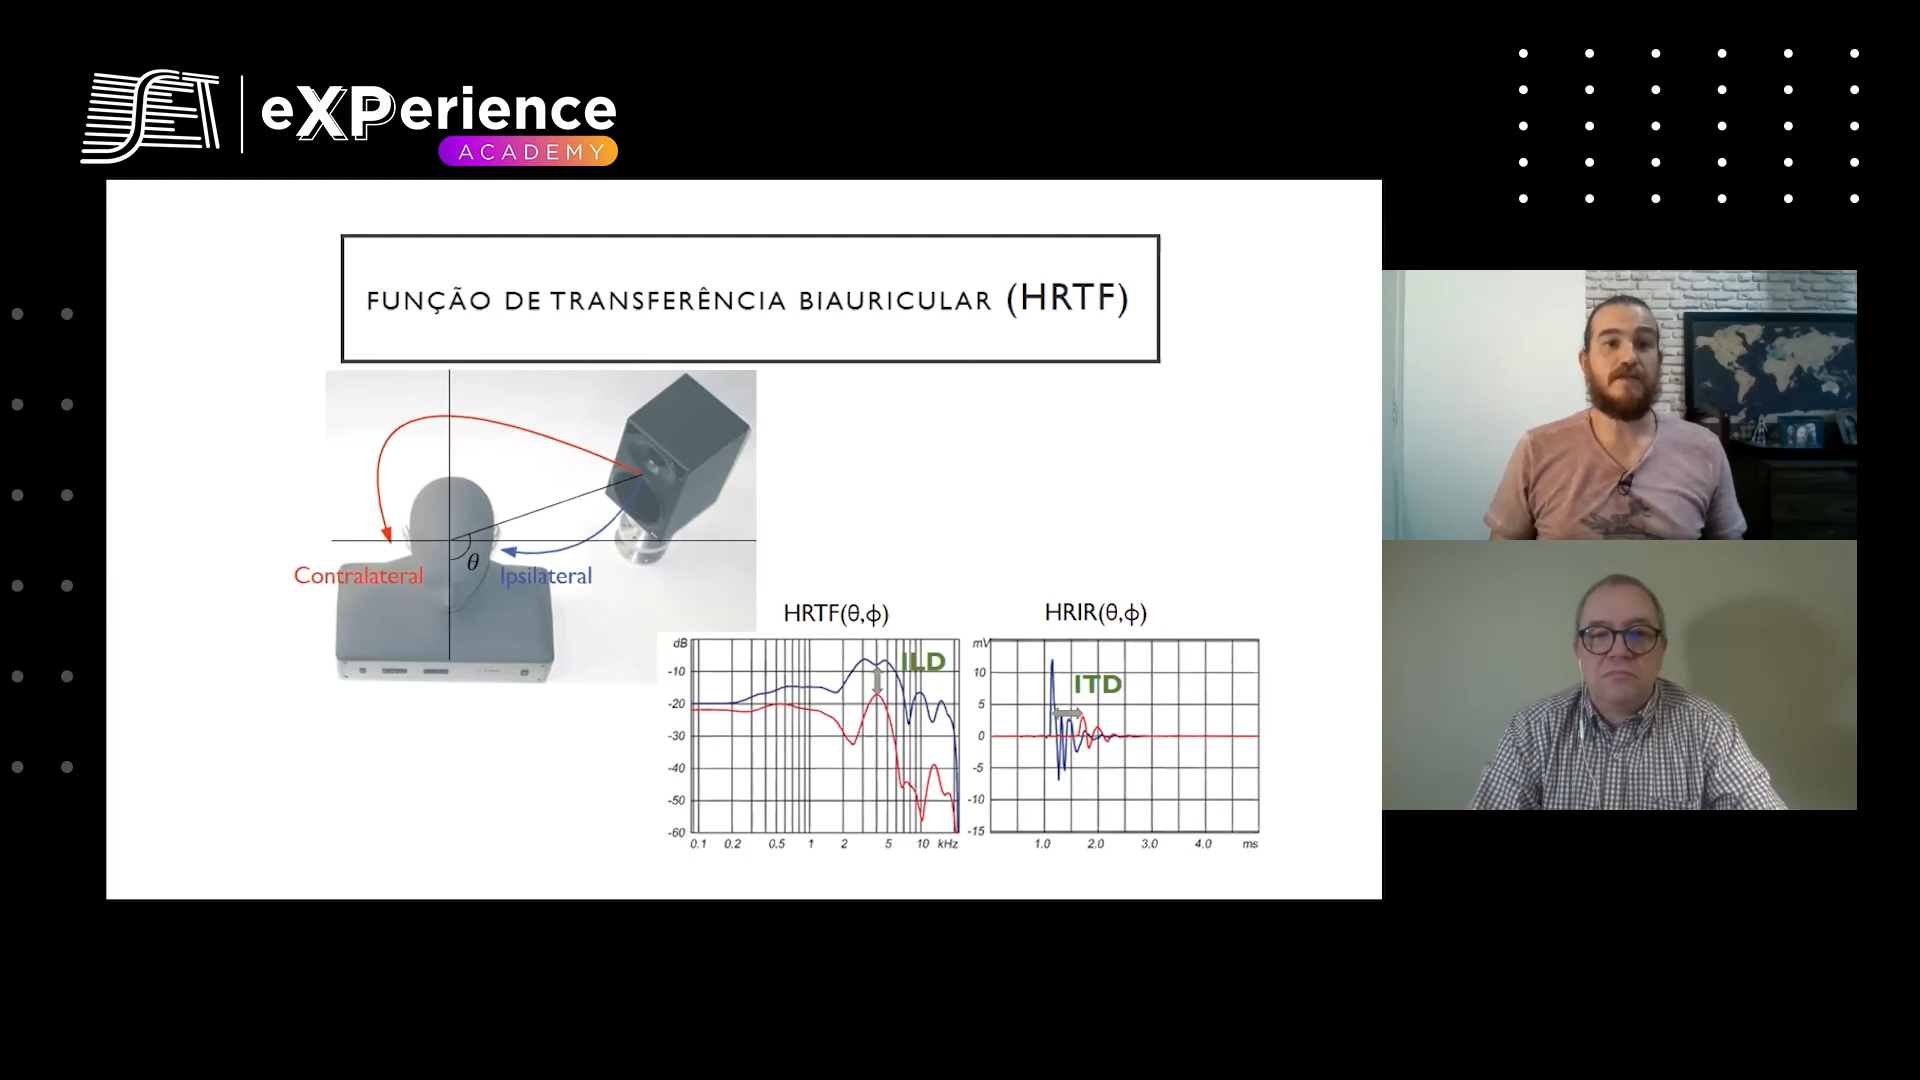 SET
eXPerience
ACADEMY
FUNÇÃO DE TRANSFERÊNCIA BIAURICULAR (HRTF)
θ
Contralateral
Ipsilateral
HRTF(θ,ϕ)
HRIR(θ,ϕ)
dB
-10
-20
-30
-40
-50
-60
ILD
0.1 0.2 0.5 1 2 5 10 kHz
mV
10
5
0
-5
-10
-15
ITD
1.0 2.0 3.0 4.0 ms